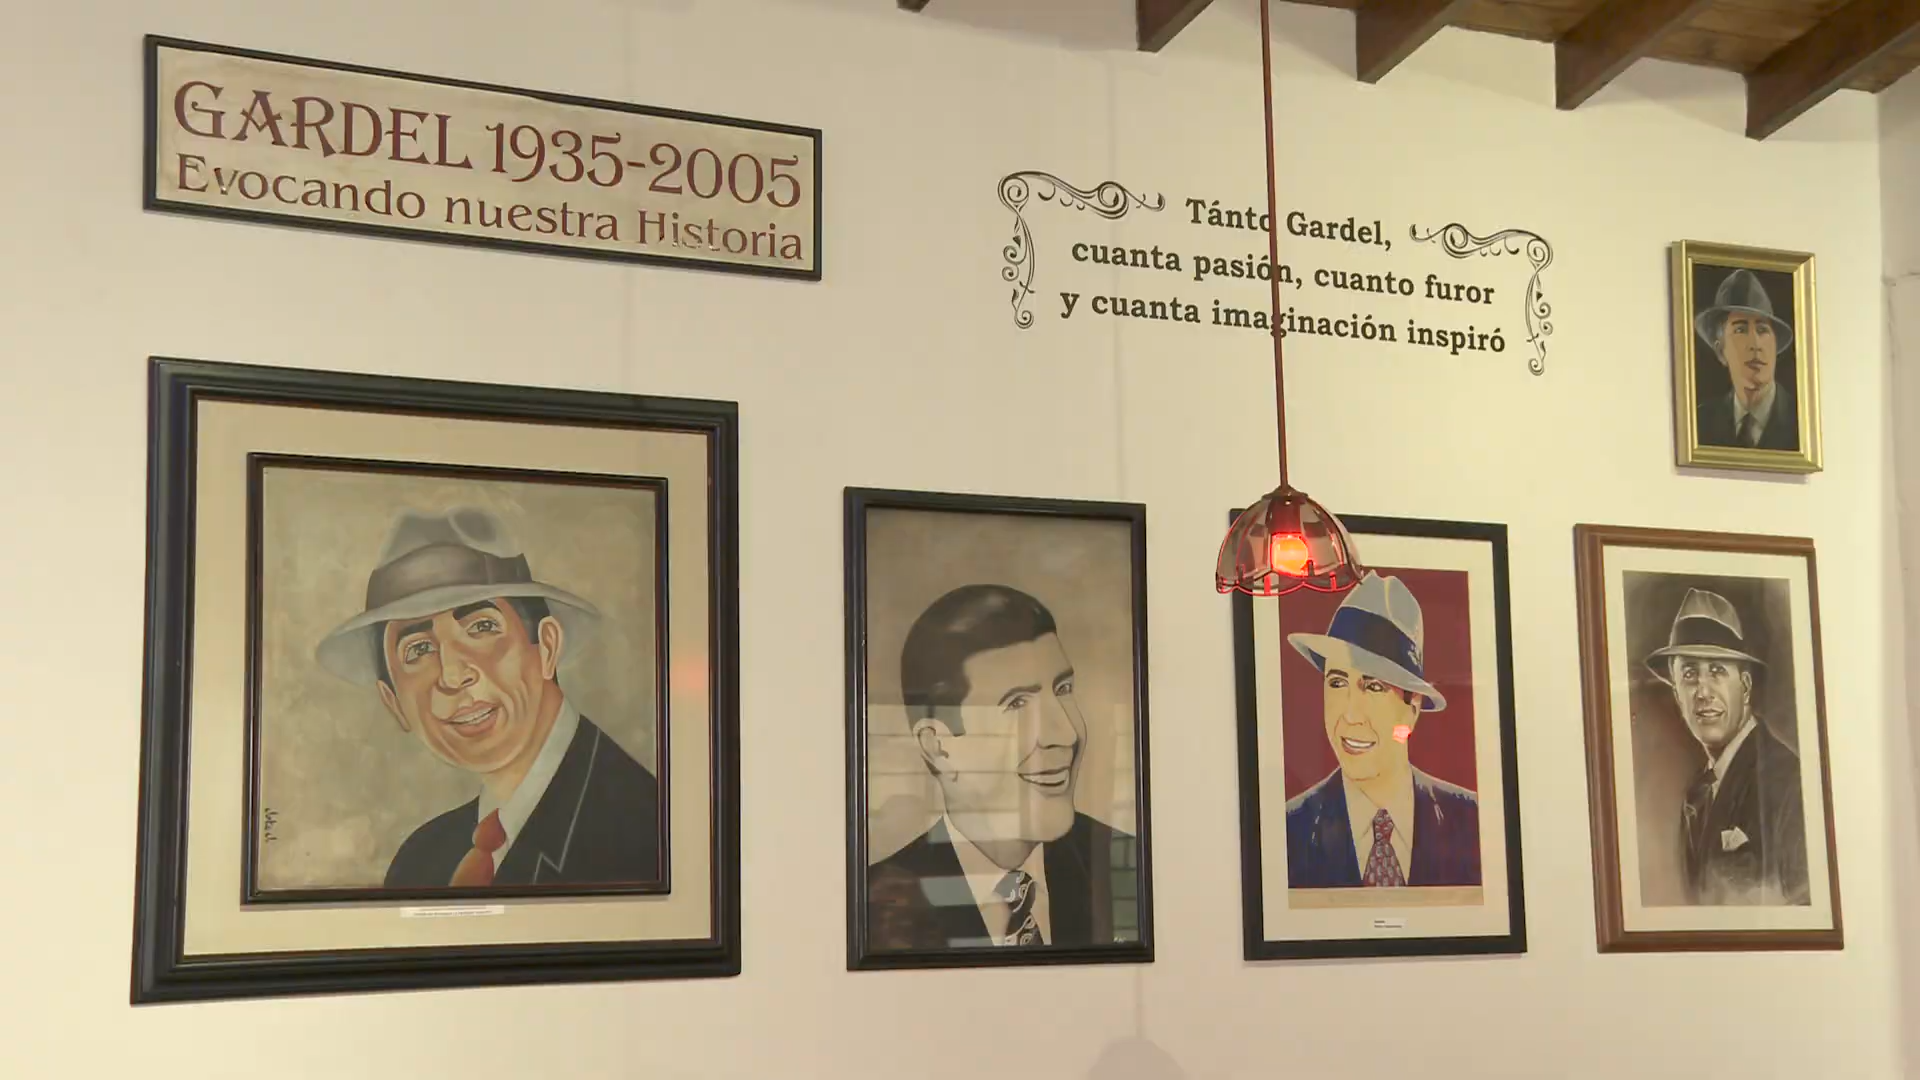 GARDEL 1935-2005
Evocando nuestra Historia
Tánto Gardel,
cuanta pasión, cuanto furor
y cuanta imaginación inspiró